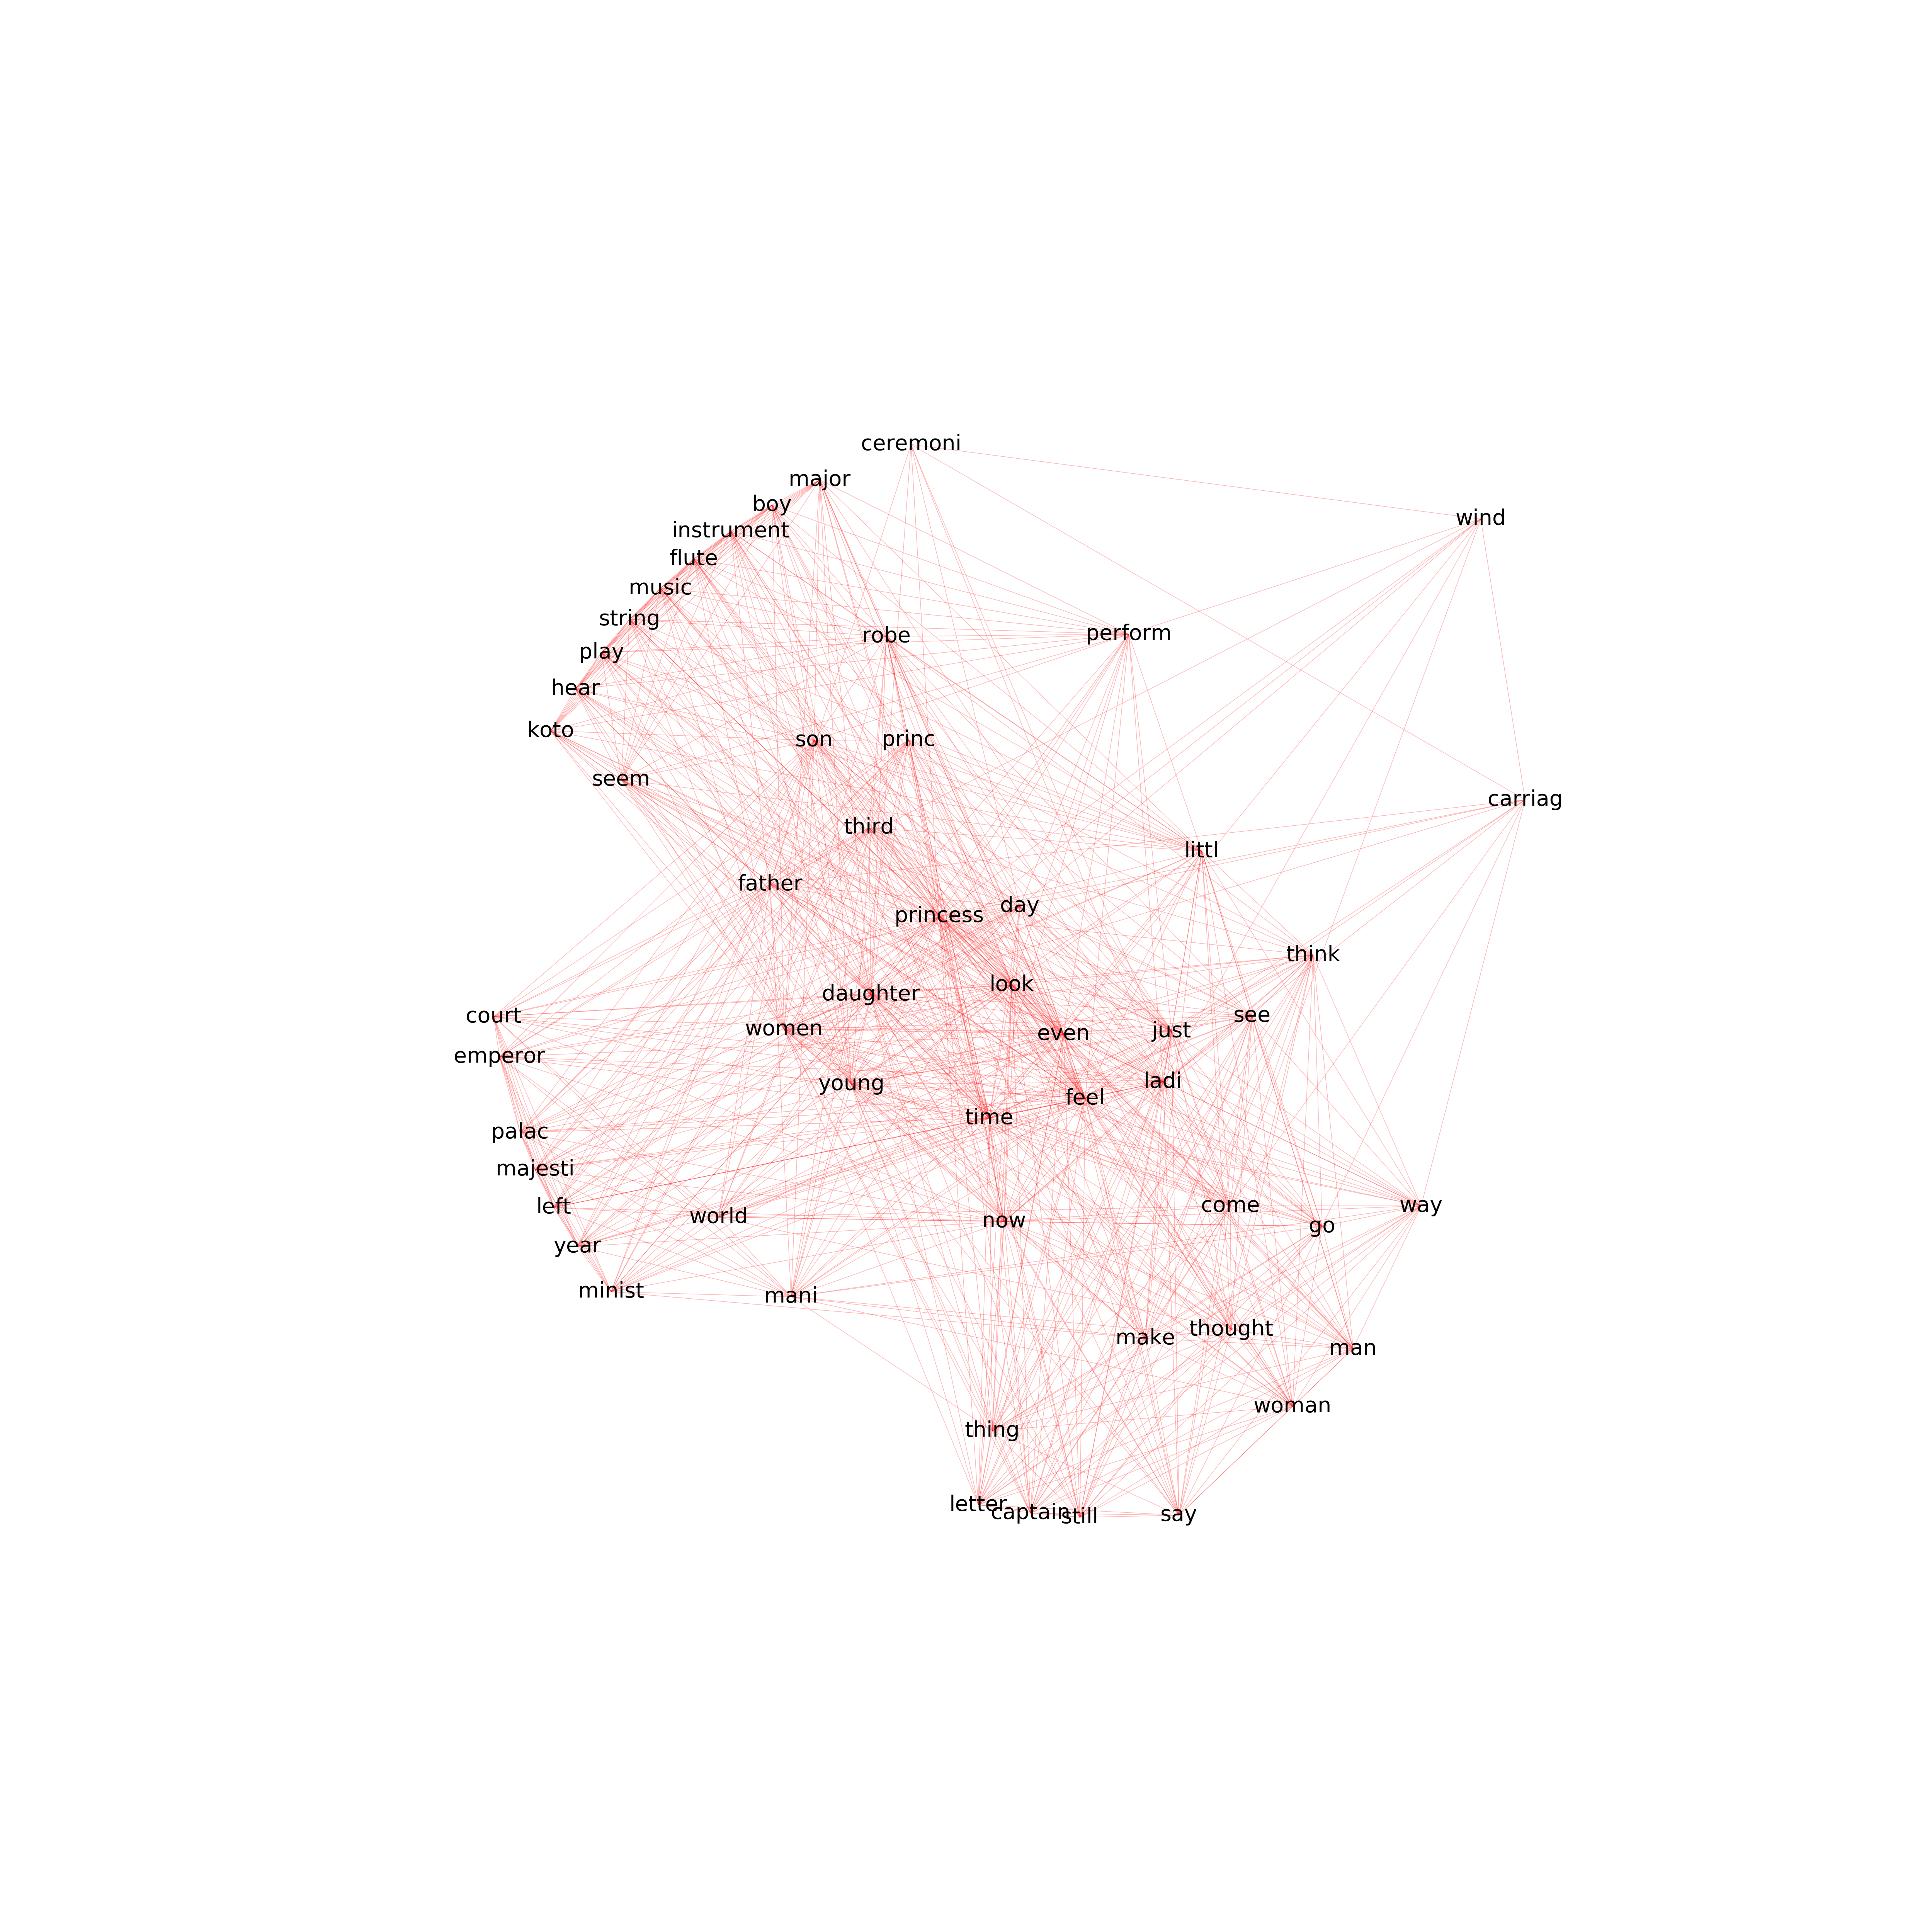 ceremoni
major
boy
wind
instrument
flute
music
string
perform
robe
play
hear
koto
son
princ
seem
carriag
third
littl
father
day
princess
think
look
daughter
see
court
women
just
even
emperor
ladi
young
feel
time
palac
majesti
way
come
left
world
now
go
year
minist
mani
thought
make
man
woman
thing
letter
captain
say
still